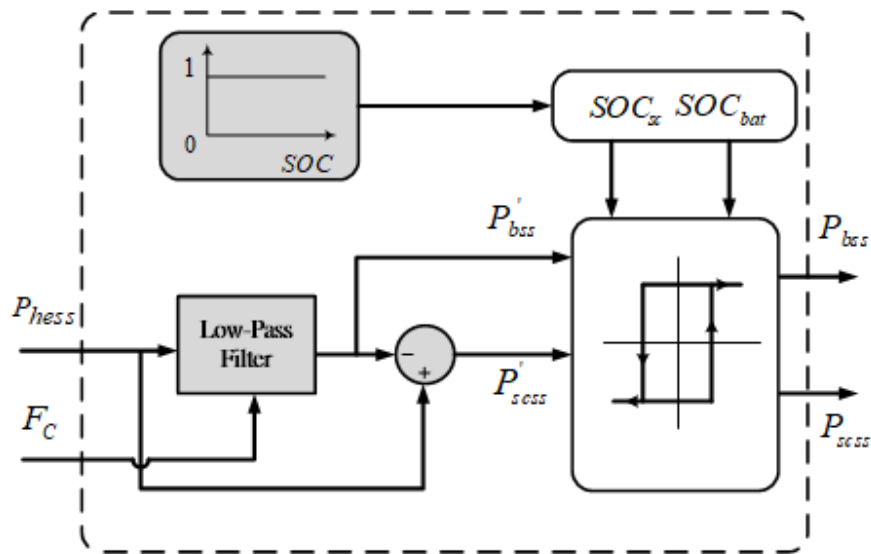 1
0
SOC
SOC_sc SOC_bat
P'_bss
P_bss
P_hess
Low-Pass
Filter
-
+
P'_scss
F_C
P_scss